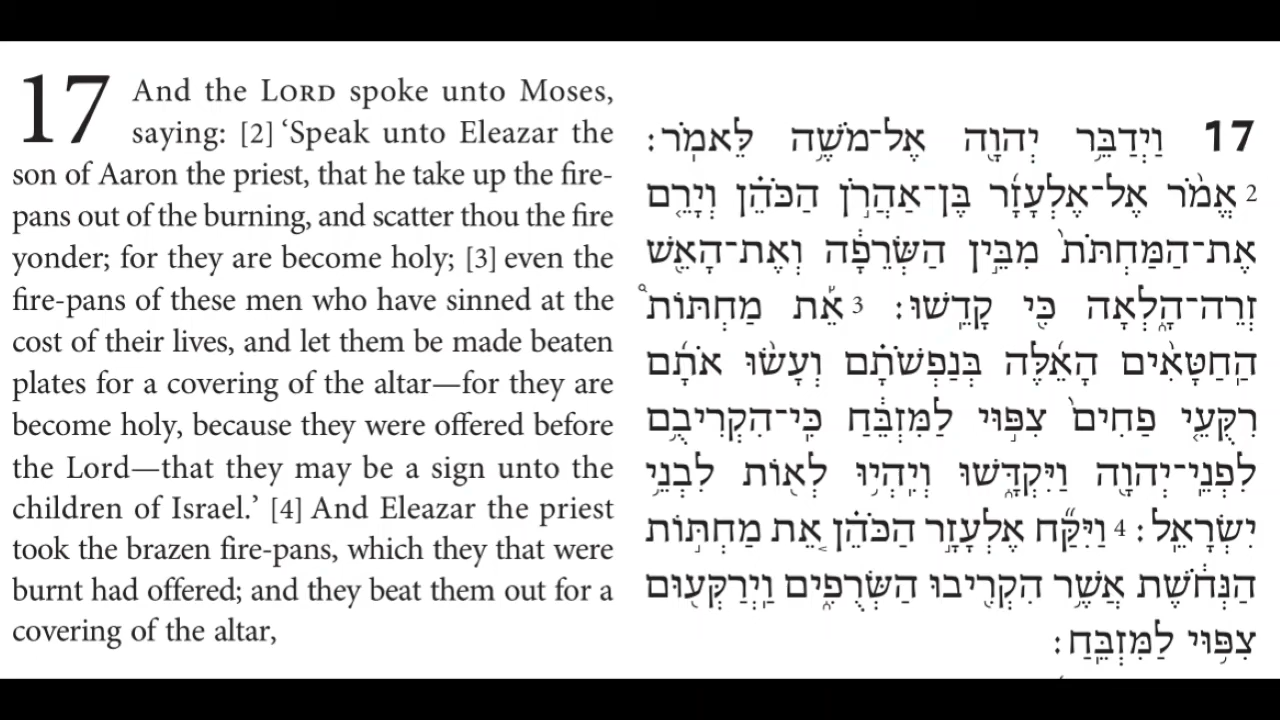 17 And the LORD spoke unto Moses,
saying: [2] ‘Speak unto Eleazar the
son of Aaron the priest, that he take up the fire-
pans out of the burning, and scatter thou the fire
yonder; for they are become holy; [3] even the
fire-pans of these men who have sinned at the
cost of their lives, and let them be made beaten
plates for a covering of the altar—for they are
become holy, because they were offered before
the Lord—that they may be a sign unto the
children of Israel.’ [4] And Eleazar the priest
took the brazen fire-pans, which they that were
burnt had offered; and they beat them out for a
covering of the altar,
17 וַיְדַבֵּ֥ר יְהוָ֖ה אֶל־מֹשֶׁ֥ה לֵּאמֹֽר׃
2 אֱמֹ֨ר אֶל־אֶלְעָזָ֜ר בֶּן־אַהֲרֹ֣ן הַכֹּהֵ֗ן וְיָרֵ֤ם
אֶת־הַמַּחְתֹּת֙ מִבֵּ֣ין הַשְּׂרֵפָ֔ה וְאֶת־הָאֵ֖שׁ
זְרֵה־הָ֑לְאָה כִּ֖י קָדֵֽשׁוּ׃ 3 אֵ֡ת מַחְתּוֹת֩
הַֽחַטָּאִ֨ים הָאֵ֜לֶּה בְּנַפְשֹׁתָ֗ם וְעָשׂ֨וּ אֹתָ֜ם
רִקֻּעֵ֤י פַחִים֙ צִפּ֣וּי לַמִּזְבֵּ֔חַ כִּֽי־הִקְרִיבֻ֥ם
לִפְנֵֽי־יְהוָ֖ה וַיִּקְדָּ֑שׁוּ וְיִֽהְי֥וּ לְא֖וֹת לִבְנֵ֥י
יִשְׂרָאֵֽל׃ 4 וַיִּקַּ֞ח אֶלְעָזָ֣ר הַכֹּהֵ֗ן אֵ֚ת מַחְתּ֣וֹת
הַנְּחֹ֔שֶׁת אֲשֶׁ֥ר הִקְרִ֖יבוּ הַשְּׂרֻפִ֑ים וַֽיְרַקְּע֖וּם
צִפּ֥וּי לַמִּזְבֵּֽחַ׃